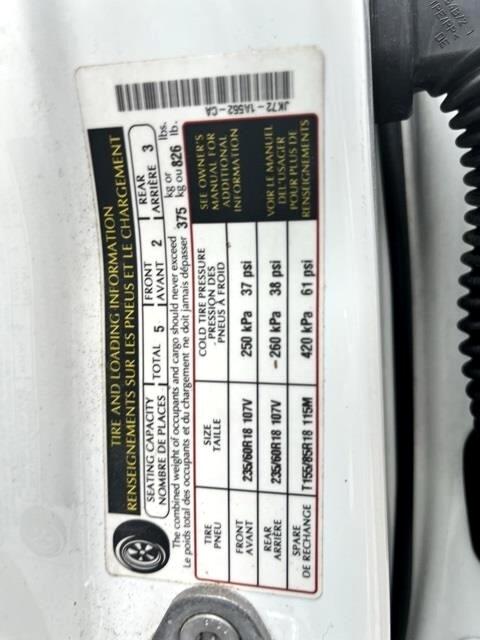 TIRE AND LOADING INFORMATION
RENSEIGNEMENTS SUR LES PNEUS ET LE CHARGEMENT
SEATING CAPACITY
NOMBRE DE PLACES
TOTAL 5
FRONT
AVANT 2
REAR
ARRIÈRE 3
The combined weight of occupants and cargo should never exceed
Le poids total des occupants et du chargement ne doit jamais dépasser
375 kg or
kg ou 826 lbs.
lb.
TIRE
PNEU
SIZE
TAILLE
COLD TIRE PRESSURE
PRESSION DES
PNEUS À FROID
SEE OWNER'S
MANUAL FOR
ADDITIONAL
INFORMATION
FRONT
AVANT
235/60R18 107V
250 kPa 37 psi
REAR
ARRIÈRE
235/60R18 107V
260 kPa 38 psi
VOIR LE MANUEL
DE L'USAGER
POUR PLUS DE
RENSEIGNEMENTS
SPARE
DE RECHANGE
T155/85R18 115M
420 kPa 61 psi
JK72-1A552-CA